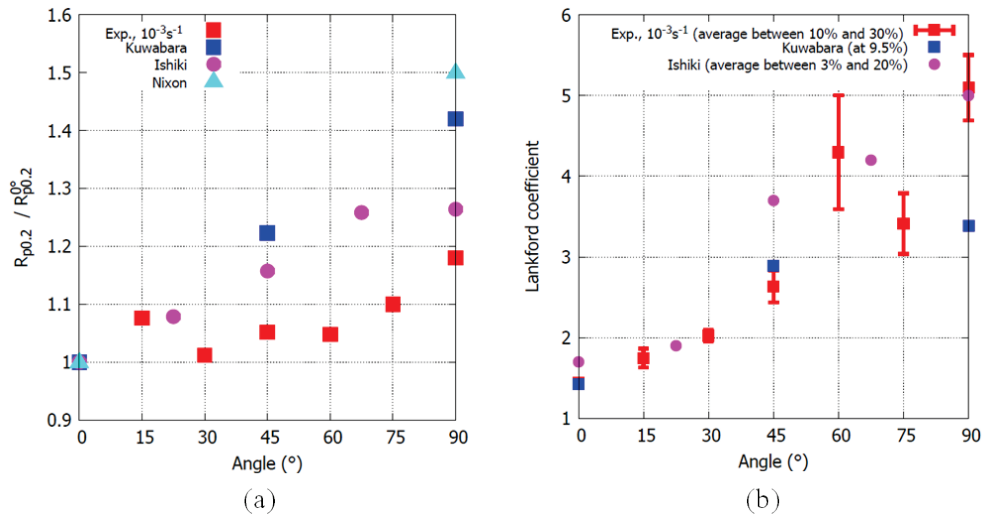 1.6
1.5
1.4
1.3
1.2
1.1
1
0.9
R_p0.2 / R^0°_p0.2
Exp., 10⁻³s⁻¹
Kuwabara
Ishiki
Nixon
0 15 30 45 60 75 90
Angle (°)
(a)
6
5
4
3
2
1
Lankford coefficient
Exp., 10⁻³s⁻¹ (average between 10% and 30%)
Kuwabara (at 9.5%)
Ishiki (average between 3% and 20%)
0 15 30 45 60 75 90
Angle (°)
(b)